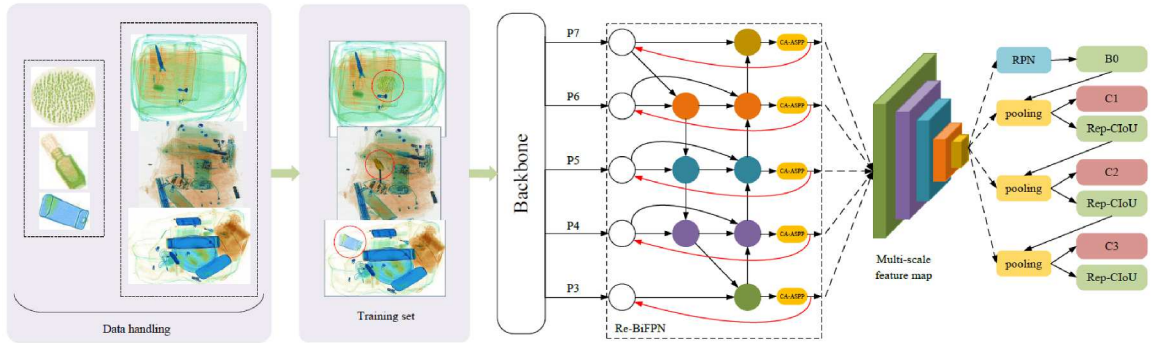 Data handling
Training set
Backbone
P7
P6
P5
P4
P3
CA-ASPP
CA-ASPP
CA-ASPP
CA-ASPP
CA-ASPP
Re-BiFPN
Multi-scale
feature map
RPN
B0
pooling
C1
Rep-CIoU
pooling
C2
Rep-CIoU
pooling
C3
Rep-CIoU